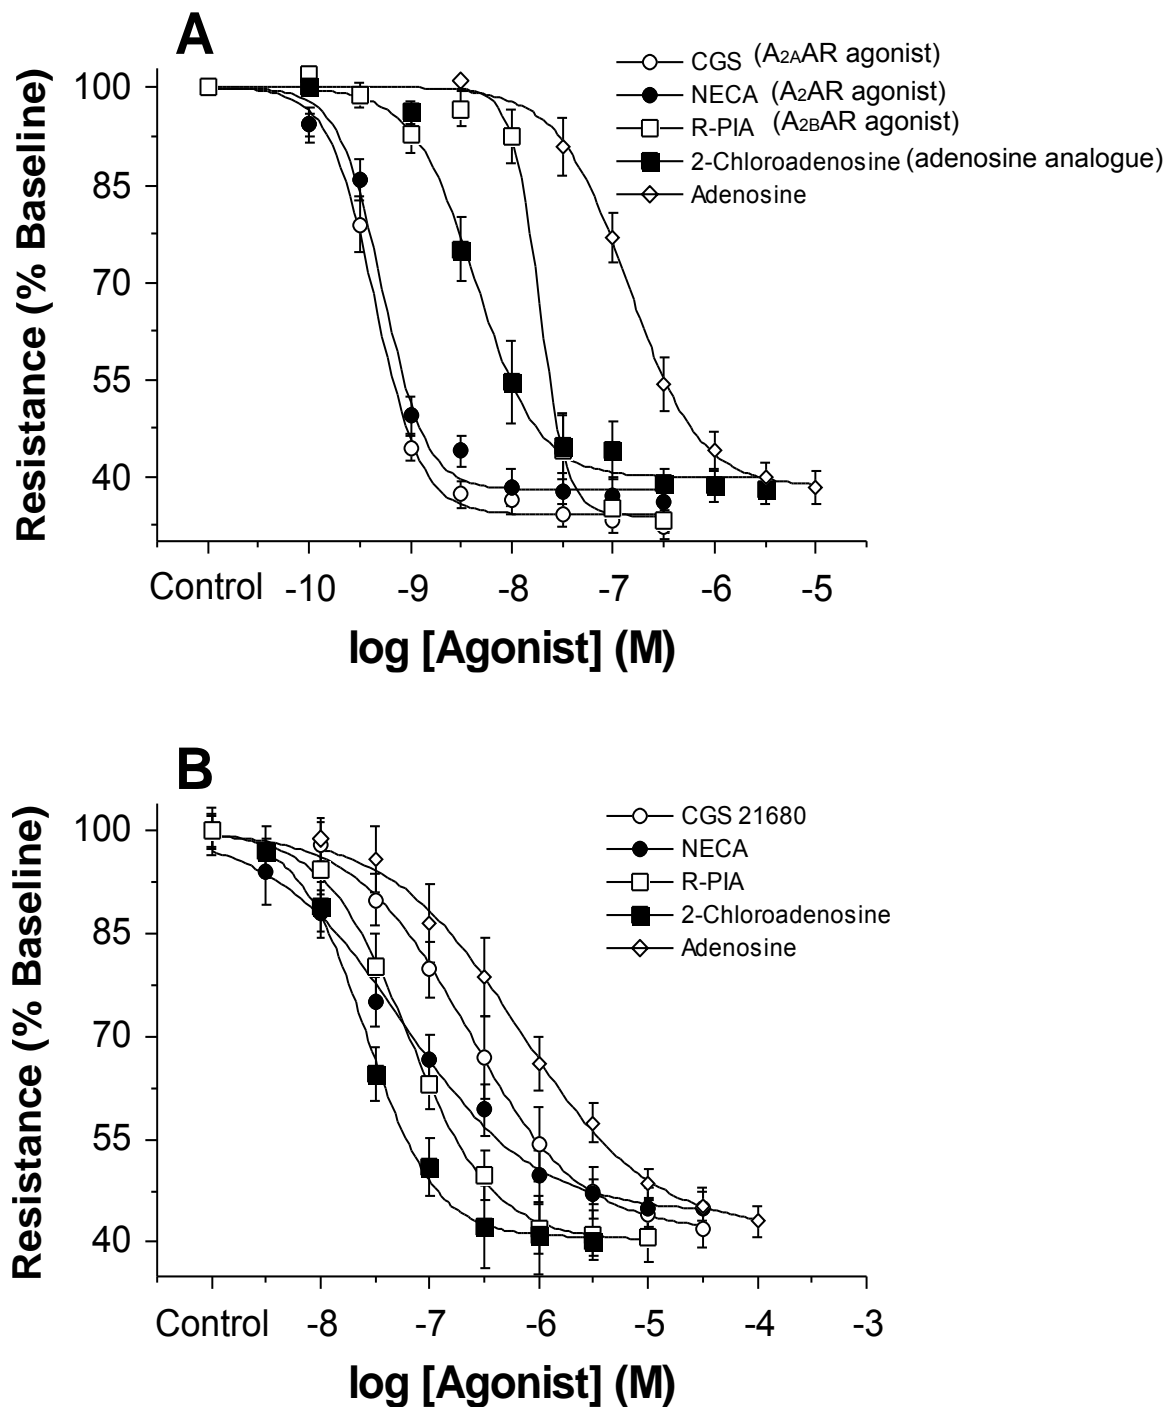 A
CGS (A2AAR agonist)
NECA (A2AR agonist)
R-PIA (A2BAR agonist)
2-Chloroadenosine (adenosine analogue)
Adenosine
100
85
70
55
40
Resistance (% Baseline)
Control -10 -9 -8 -7 -6 -5
log [Agonist] (M)
B
CGS 21680
NECA
R-PIA
2-Chloroadenosine
Adenosine
100
85
70
55
40
Resistance (% Baseline)
Control -8 -7 -6 -5 -4 -3
log [Agonist] (M)